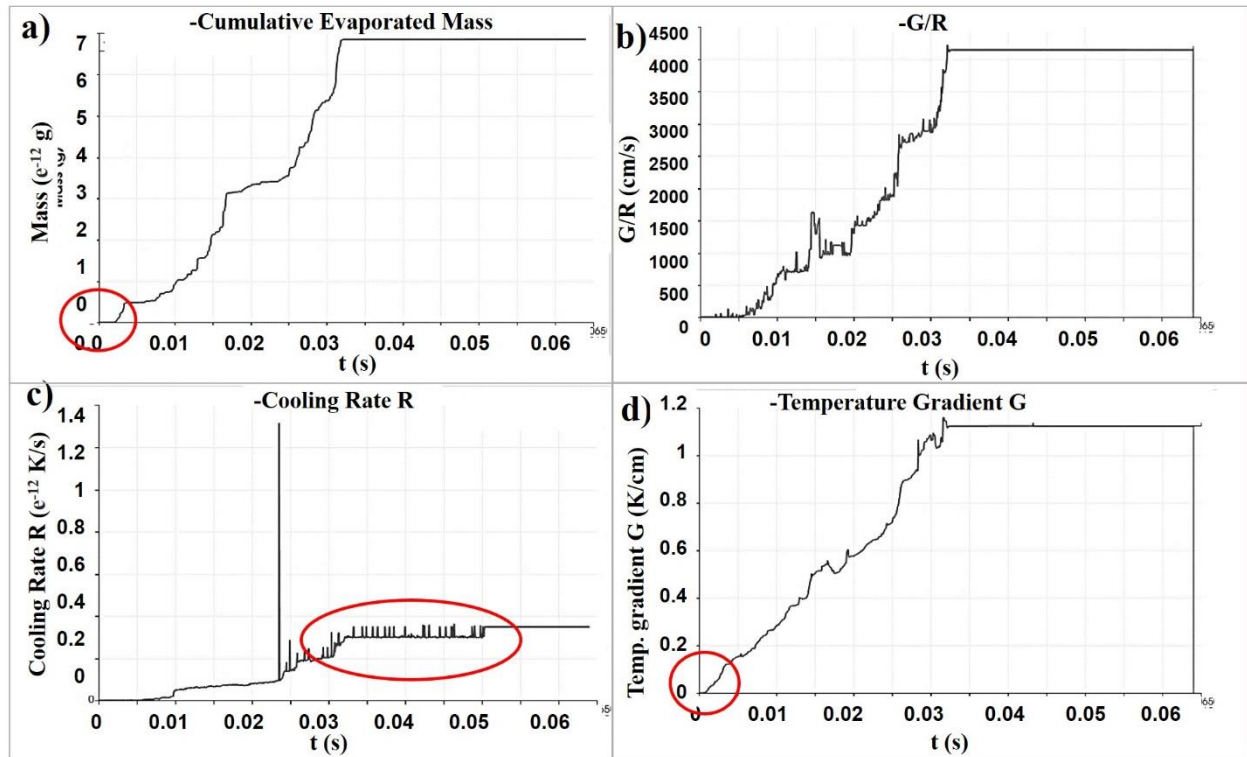 a)
-Cumulative Evaporated Mass
7
6
5
4
3
2
1
0
Mass (e-12 g)
0 0.01 0.02 0.03 0.04 0.05 0.06
t (s)
b)
-G/R
4500
4000
3500
3000
2500
2000
1500
1000
500
0
G/R (cm/s)
0 0.01 0.02 0.03 0.04 0.05 0.06
t (s)
c)
-Cooling Rate R
1.4
1.2
1
0.8
0.6
0.4
0.2
0
0
Cooling Rate R (e-12 K/s)
0 0.01 0.02 0.03 0.04 0.05 0.06
t (s)
d)
-Temperature Gradient G
1.2
1
0.8
0.6
0.4
0.2
0
Temp. gradient G (K/cm)
0 0.01 0.02 0.03 0.04 0.05 0.06
t (s)